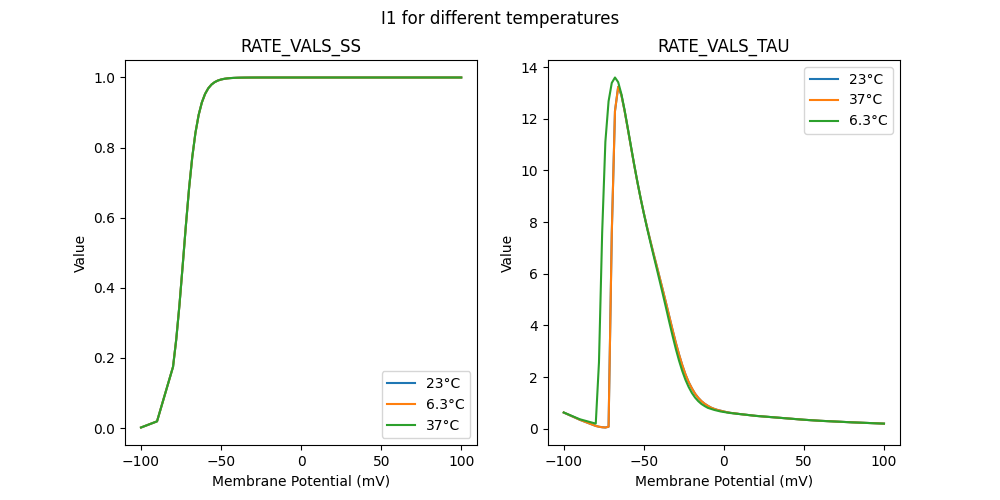 I1 for different temperatures
RATE_VALS_SS
Value
1.0
0.8
0.6
0.4
0.2
0.0
−100
−50
0
50
100
Membrane Potential (mV)
23°C
6.3°C
37°C
RATE_VALS_TAU
Value
14
12
10
8
6
4
2
0
−100
−50
0
50
100
Membrane Potential (mV)
23°C
37°C
6.3°C